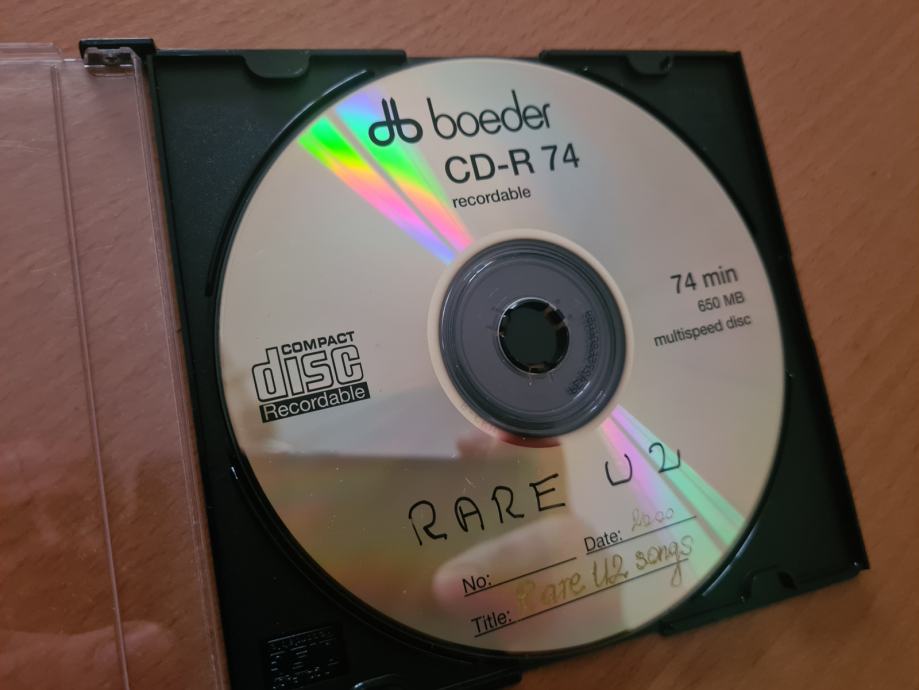 boeder
CD-R 74
recordable
74 min
650 MB
multispeed disc
COMPACT
disc
Recordable
RARE U2
No:
Date: 2000
Title: Rare U2 songs